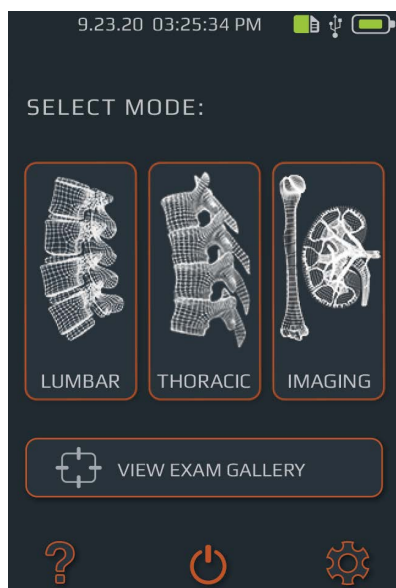 9.23.20 03:25:34 PM
SELECT MODE:
LUMBAR THORACIC IMAGING
VIEW EXAM GALLERY
?